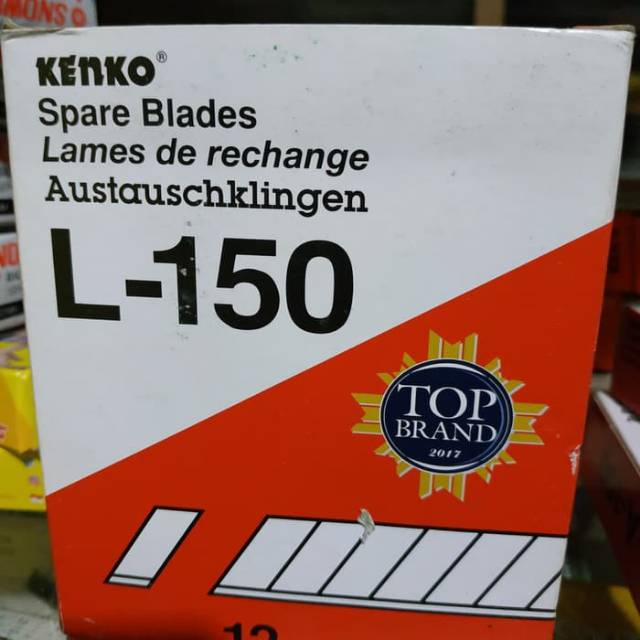 KENKO®
Spare Blades
Lames de rechange
Austauschklingen
L-150
TOP
BRAND
2017